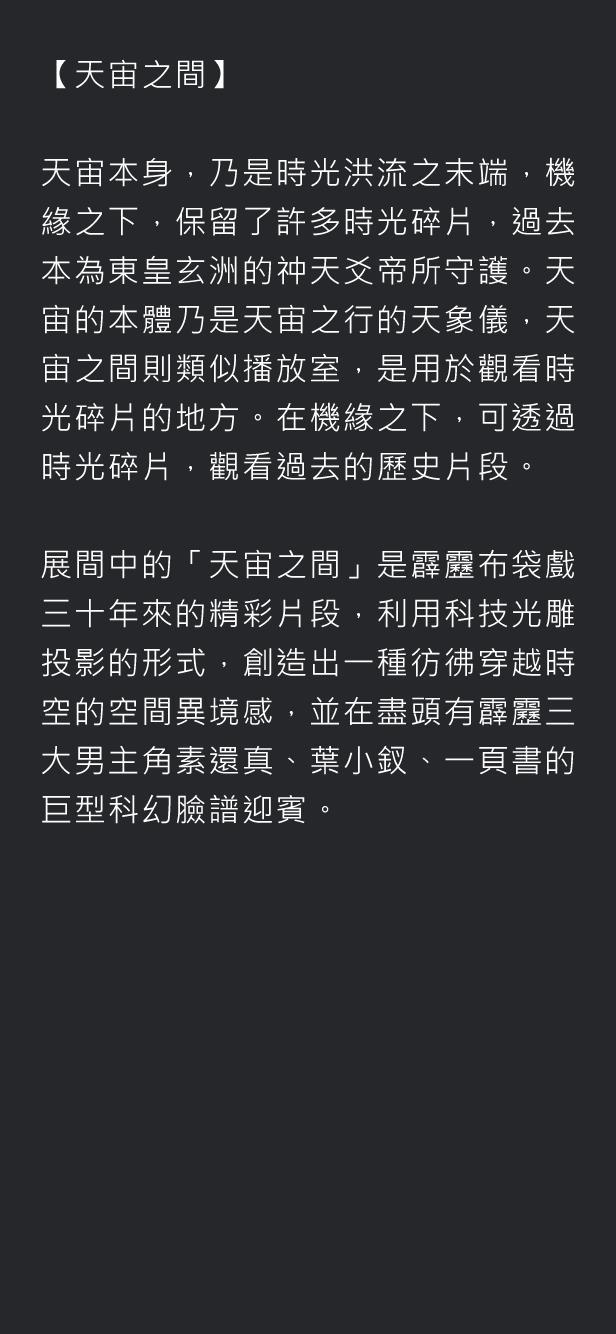 【天宙之間】
天宙本身，乃是時光洪流之末端，機
緣之下，保留了許多時光碎片，過去
本為東皇玄洲的神天爻帝所守護。天
宙的本體乃是天宙之行的天象儀，天
宙之間則類似播放室，是用於觀看時
光碎片的地方。在機緣之下，可透過
時光碎片，觀看過去的歷史片段。
展間中的「天宙之間」是霹靂布袋戲
三十年來的精彩片段，利用科技光雕
投影的形式，創造出一種彷彿穿越時
空的空間異境感，並在盡頭有霹靂三
大男主角素還真、葉小釵、一頁書的
巨型科幻臉譜迎賓。